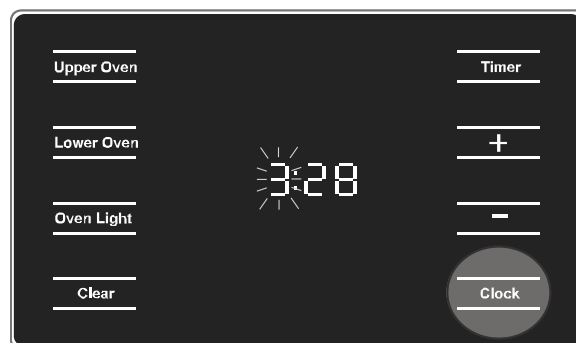 Upper Oven
Timer
Lower Oven
+
3:28
Oven Light
-
Clear
Clock